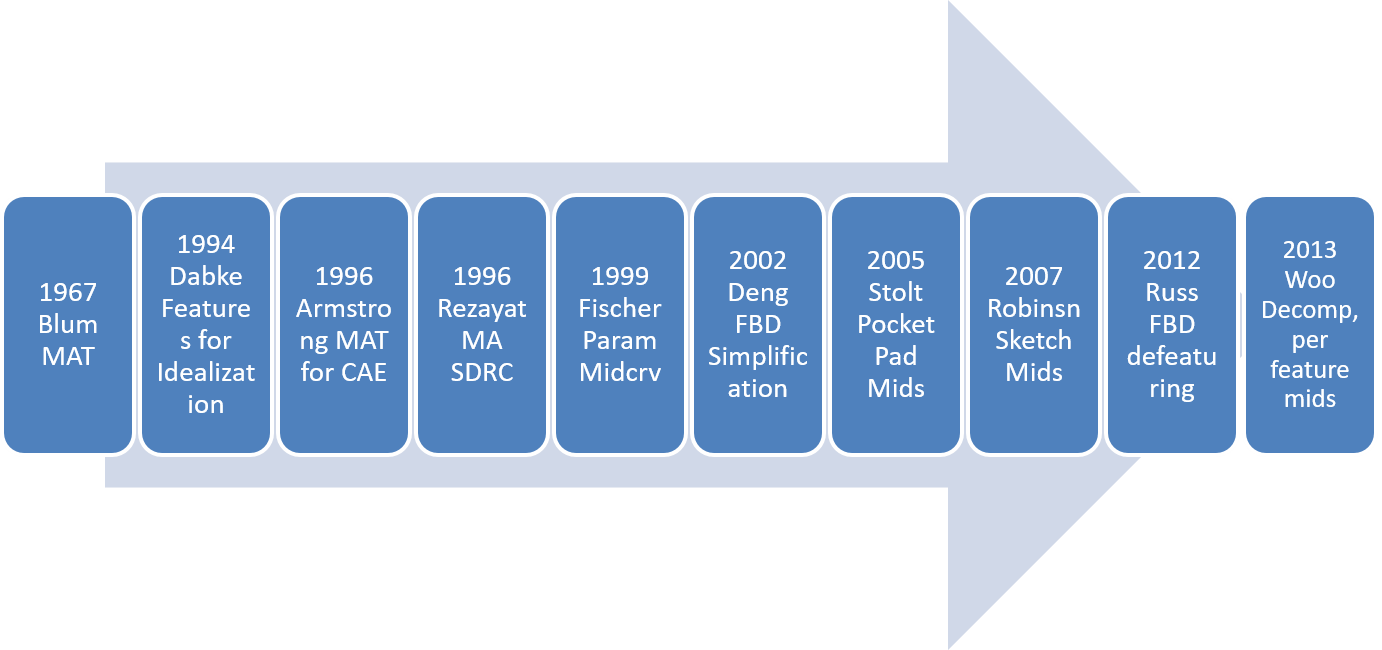 1967
Blum
MAT
1994
Dabke
Feature
s for
Idealizat
ion
1996
Armstro
ng MAT
for CAE
1996
Rezayat
MA
SDRC
1999
Fischer
Param
Midcrv
2002
Deng
FBD
Simplific
ation
2005
Stolt
Pocket
Pad
Mids
2007
Robinsn
Sketch
Mids
2012
Russ
FBD
defeatu
ring
2013
Woo
Decomp,
per
feature
mids